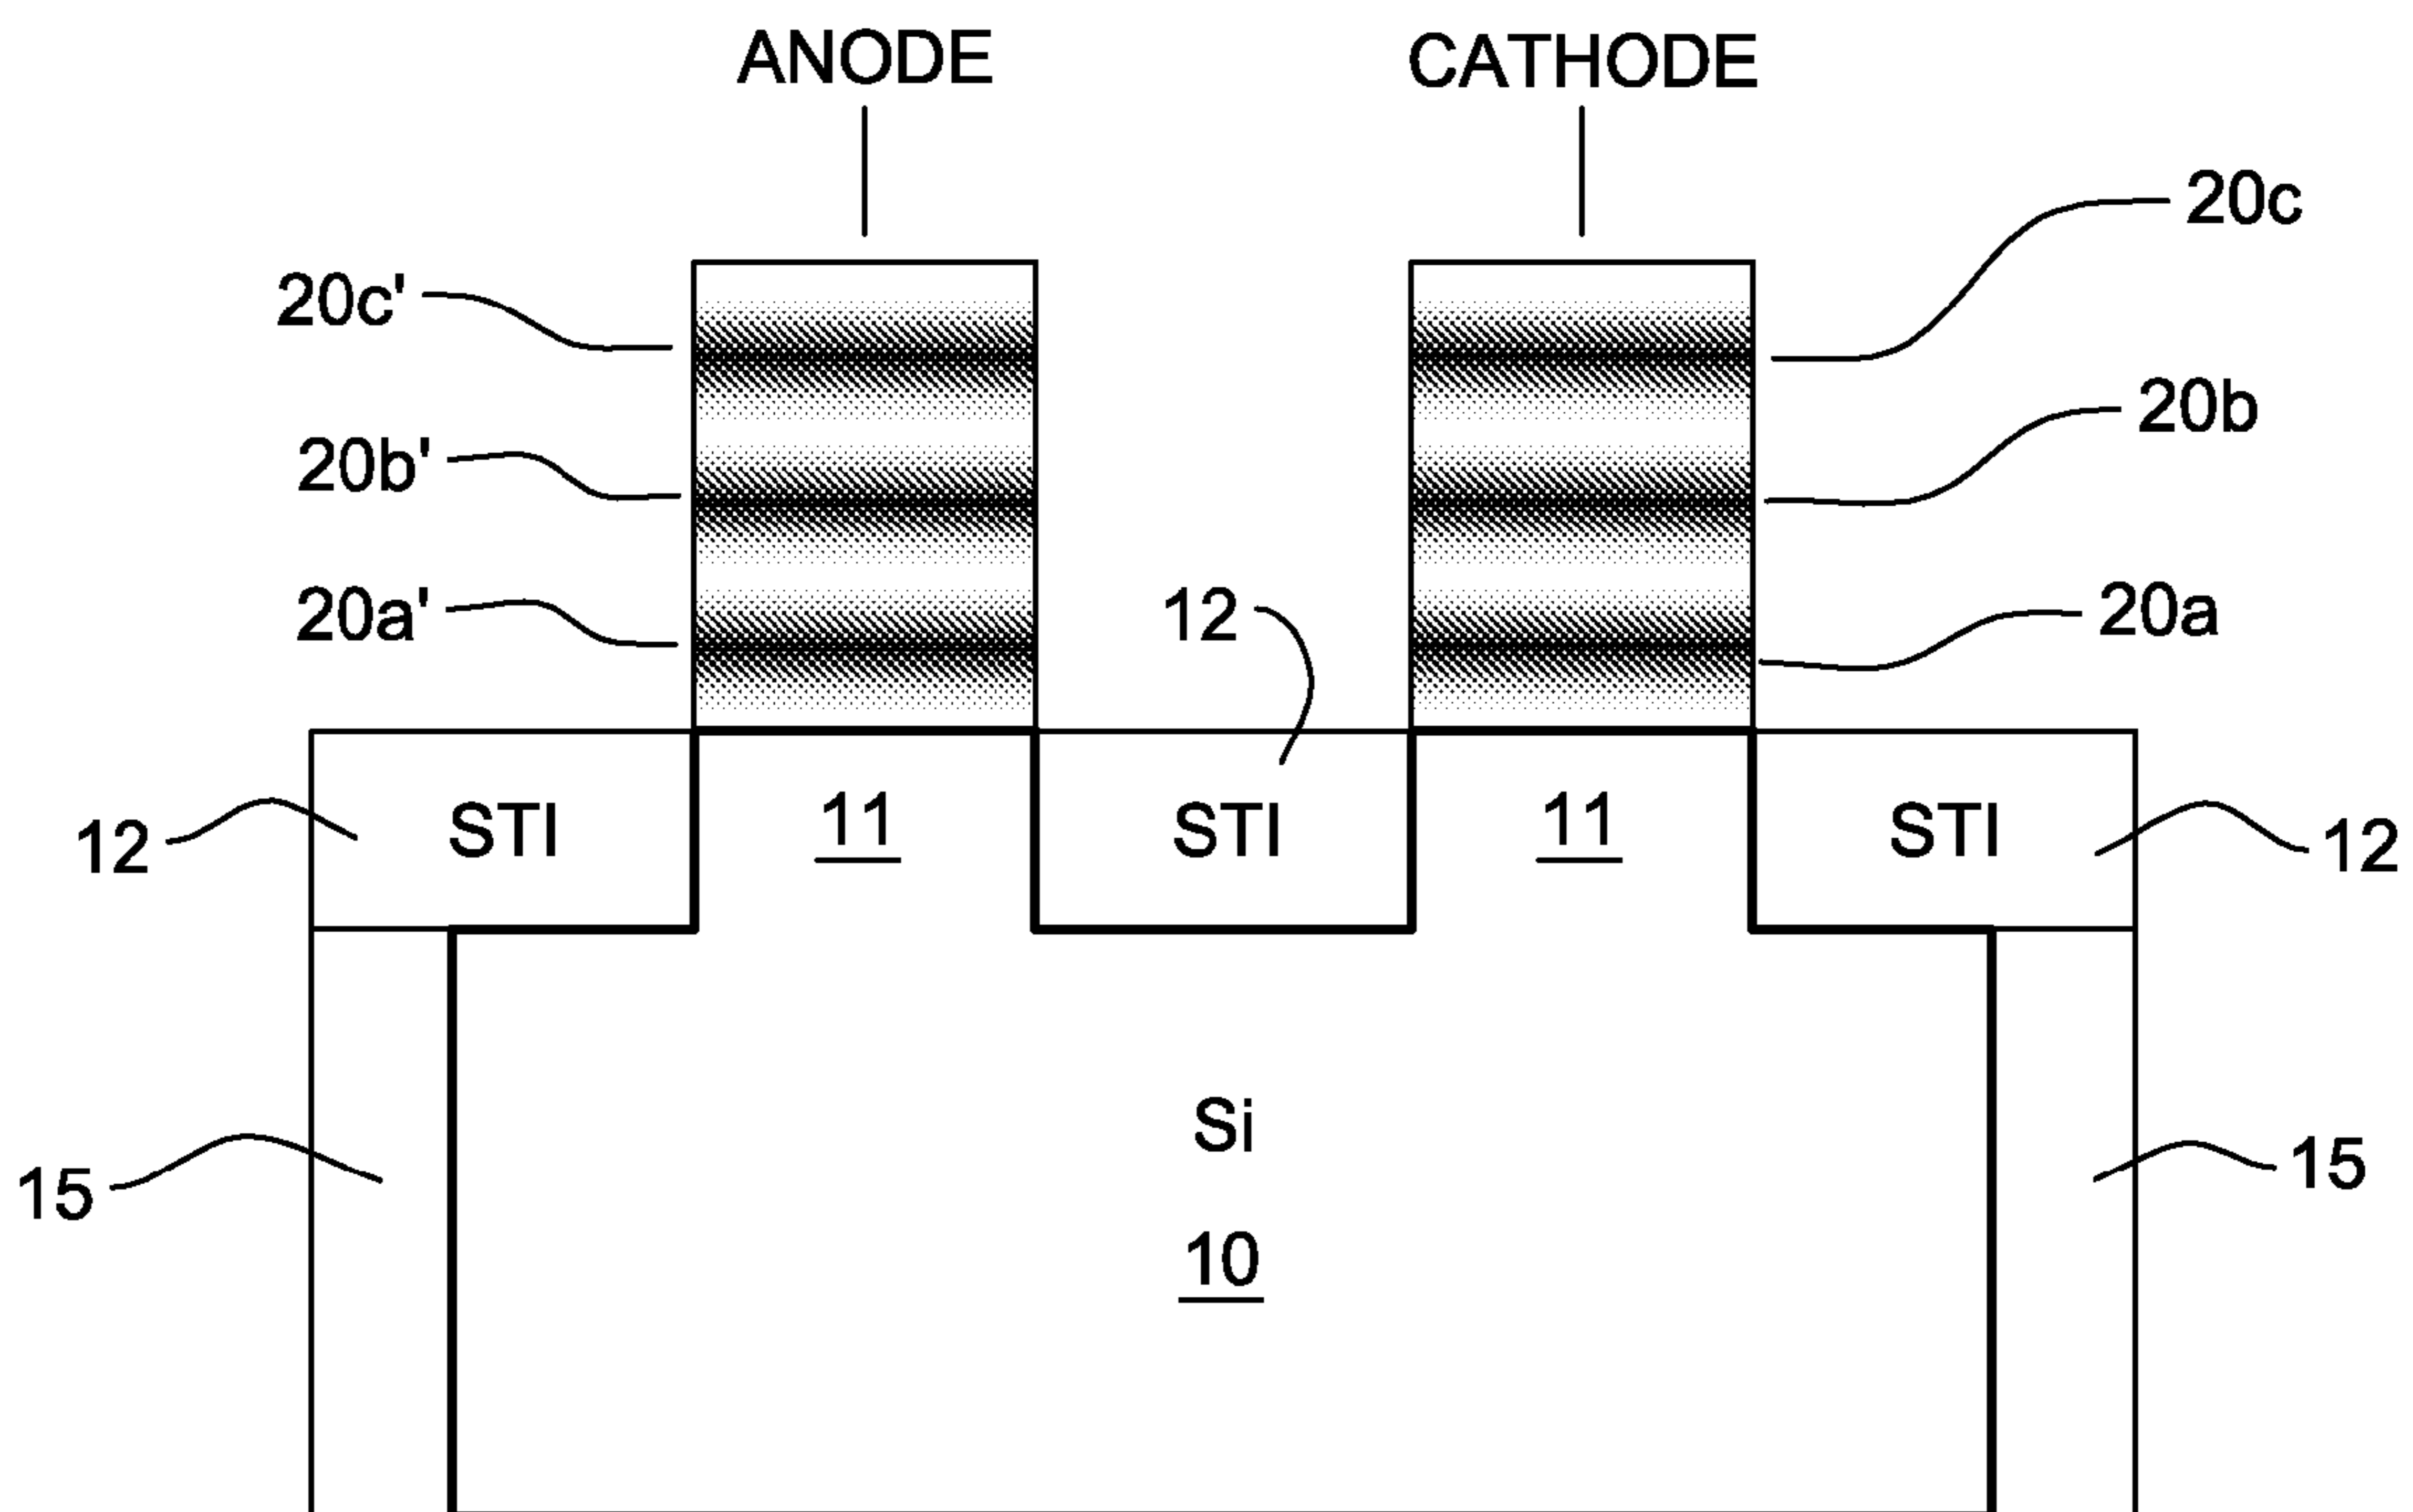 ANODE CATHODE
20c
20c'
20b
20b'
20a' 12 20a
12 STI 11 STI 11 STI 12
Si
15 15
10